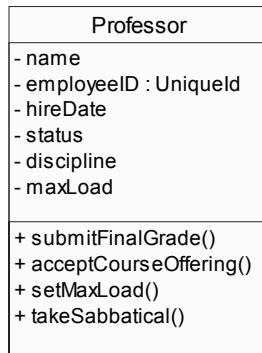 Professor
- name
- employeeID : UniqueId
- hireDate
- status
- discipline
- maxLoad
+ submitFinalGrade()
+ acceptCourseOffering()
+ setMaxLoad()
+ takeSabbatical()